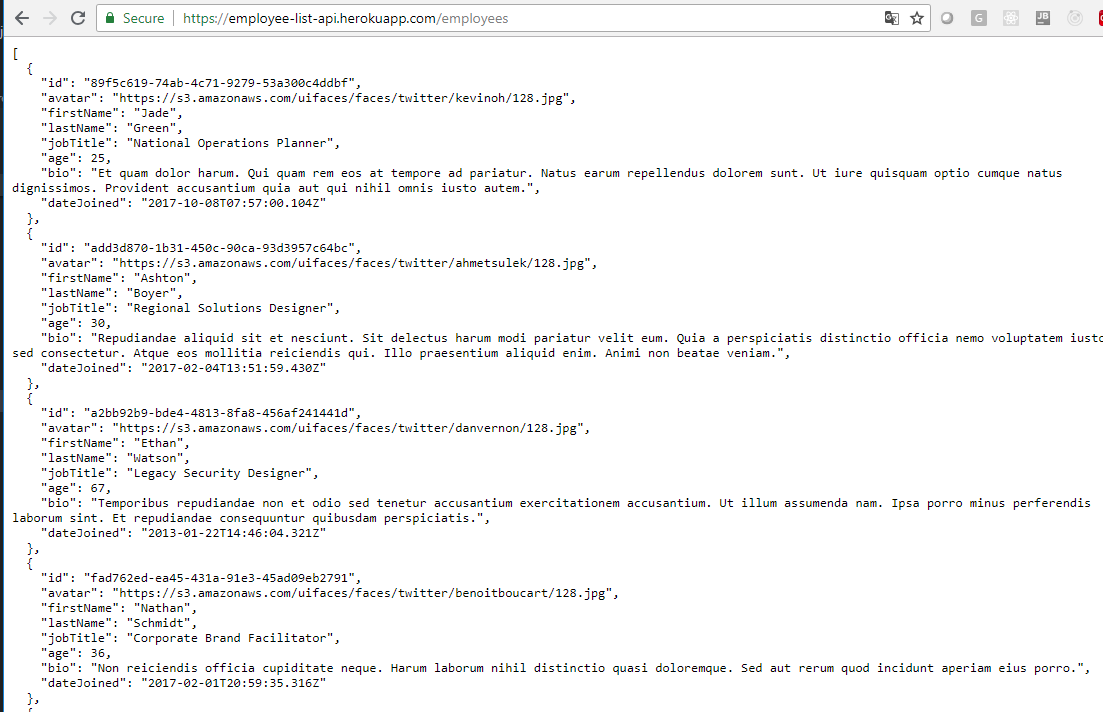 Secure | https://employee-list-api.herokuapp.com/employees
G
JB
[
{
"id": "89f5c619-74ab-4c71-9279-53a300c4ddbf",
"avatar": "https://s3.amazonaws.com/uifaces/faces/twitter/kevinoh/128.jpg",
"firstName": "Jade",
"lastName": "Green",
"jobTitle": "National Operations Planner",
"age": 25,
"bio": "Et quam dolor harum. Qui quam rem eos at tempore ad pariatur. Natus earum repellendus dolorem sunt. Ut iure quisquam optio cumque natus
dignissimos. Provident accusantium quia aut qui nihil omnis iusto autem.",
"dateJoined": "2017-10-08T07:57:00.104Z"
},
{
"id": "add3d870-1b31-450c-90ca-93d3957c64bc",
"avatar": "https://s3.amazonaws.com/uifaces/faces/twitter/ahmetsulek/128.jpg",
"firstName": "Ashton",
"lastName": "Boyer",
"jobTitle": "Regional Solutions Designer",
"age": 30,
"bio": "Repudiandae aliquid sit et nesciunt. Sit delectus harum modi pariatur velit eum. Quia a perspiciatis distinctio officia nemo voluptatem iusto
sed consectetur. Atque eos mollitia reiciendis qui. Illo praesentium aliquid enim. Animi non beatae veniam.",
"dateJoined": "2017-02-04T13:51:59.430Z"
},
{
"id": "a2bb92b9-bde4-4813-8fa8-456af241441d",
"avatar": "https://s3.amazonaws.com/uifaces/faces/twitter/danvernon/128.jpg",
"firstName": "Ethan",
"lastName": "Watson",
"jobTitle": "Legacy Security Designer",
"age": 67,
"bio": "Temporibus repudiandae non et odio sed tenetur accusantium exercitationem accusantium. Ut illum assumenda nam. Ipsa porro minus perferendis
laborum sint. Et repudiandae consequuntur quibusdam perspiciatis.",
"dateJoined": "2013-01-22T14:46:04.321Z"
},
{
"id": "fad762ed-ea45-431a-91e3-45ad09eb2791",
"avatar": "https://s3.amazonaws.com/uifaces/faces/twitter/benoitboucart/128.jpg",
"firstName": "Nathan",
"lastName": "Schmidt",
"jobTitle": "Corporate Brand Facilitator",
"age": 36,
"bio": "Non reiciendis officia cupiditate neque. Harum laborum nihil distinctio quasi doloremque. Sed aut rerum quod incidunt aperiam eius porro.",
"dateJoined": "2017-02-01T20:59:35.316Z"
},
{